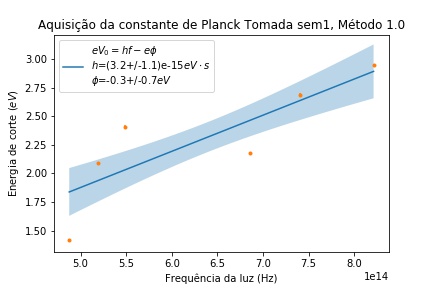 Aquisição da constante de Planck Tomada sem1, Método 1.0
eV₀ = hf − eϕ
h=(3.2+/-1.1)e-15eV · s
ϕ=-0.3+/-0.7eV
Energia de corte (eV)
3.00
2.75
2.50
2.25
2.00
1.75
1.50
5.0 5.5 6.0 6.5 7.0 7.5 8.0
1e14
Frequência da luz (Hz)